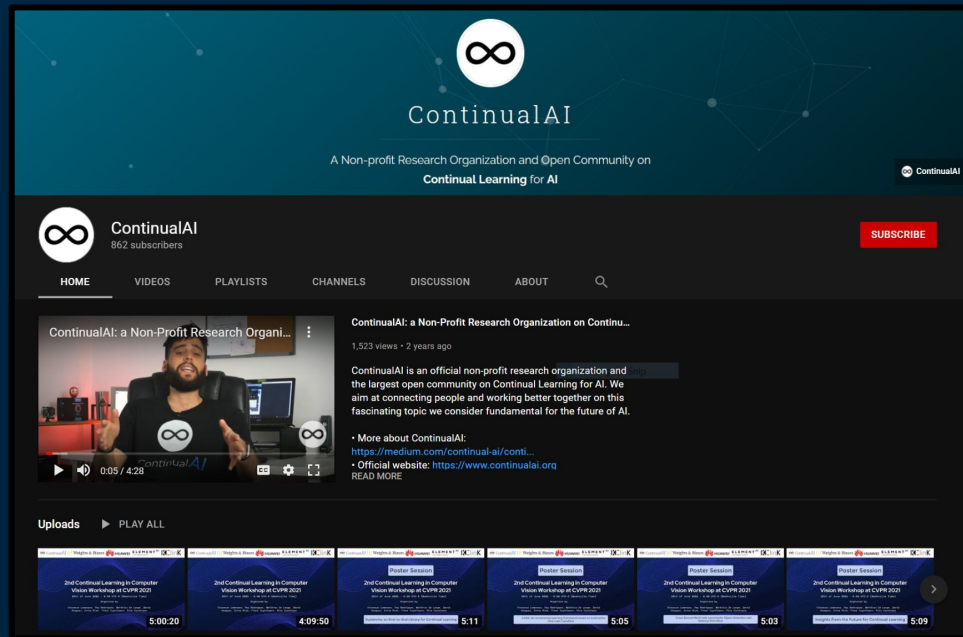 ContinualAI
A Non-profit Research Organization and Open Community on
Continual Learning for AI
ContinualAI
ContinualAI
862 subscribers
SUBSCRIBE
HOME VIDEOS PLAYLISTS CHANNELS DISCUSSION ABOUT
ContinualAI: a Non-Profit Research Organi...
ContinualAI
0:05 / 4:28
ContinualAI: a Non-Profit Research Organization on Continu...
1,523 views • 2 years ago
ContinualAI is an official non-profit research organization and
the largest open community on Continual Learning for AI. We
aim at connecting people and working better together on this
fascinating topic we consider fundamental for the future of AI.
• More about ContinualAI:
https://medium.com/continual-ai/conti...
• Official website: https://www.continualai.org
READ MORE
Uploads PLAY ALL
2nd Continual Learning in Computer
Vision Workshop at CVPR 2021
5:00:20
2nd Continual Learning in Computer
Vision Workshop at CVPR 2021
4:09:50
Poster Session
2nd Continual Learning in Computer
Vision Workshop at CVPR 2021
5:11
Poster Session
2nd Continual Learning in Computer
Vision Workshop at CVPR 2021
5:05
Poster Session
2nd Continual Learning in Computer
Vision Workshop at CVPR 2021
5:03
Poster Session
2nd Continual Learning in Computer
Vision Workshop at CVPR 2021
5:09